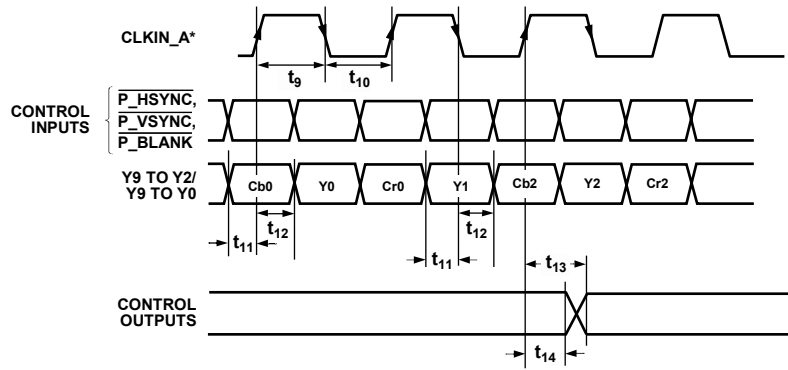 CLKIN_A*
t9
t10
CONTROL INPUTS
P_HSYNC,
P_VSYNC,
P_BLANK
Y9 TO Y2/
Y9 TO Y0
Cb0
Y0
Cr0
Y1
Cb2
Y2
Cr2
t11
t12
t11
t12
t13
CONTROL
OUTPUTS
t14